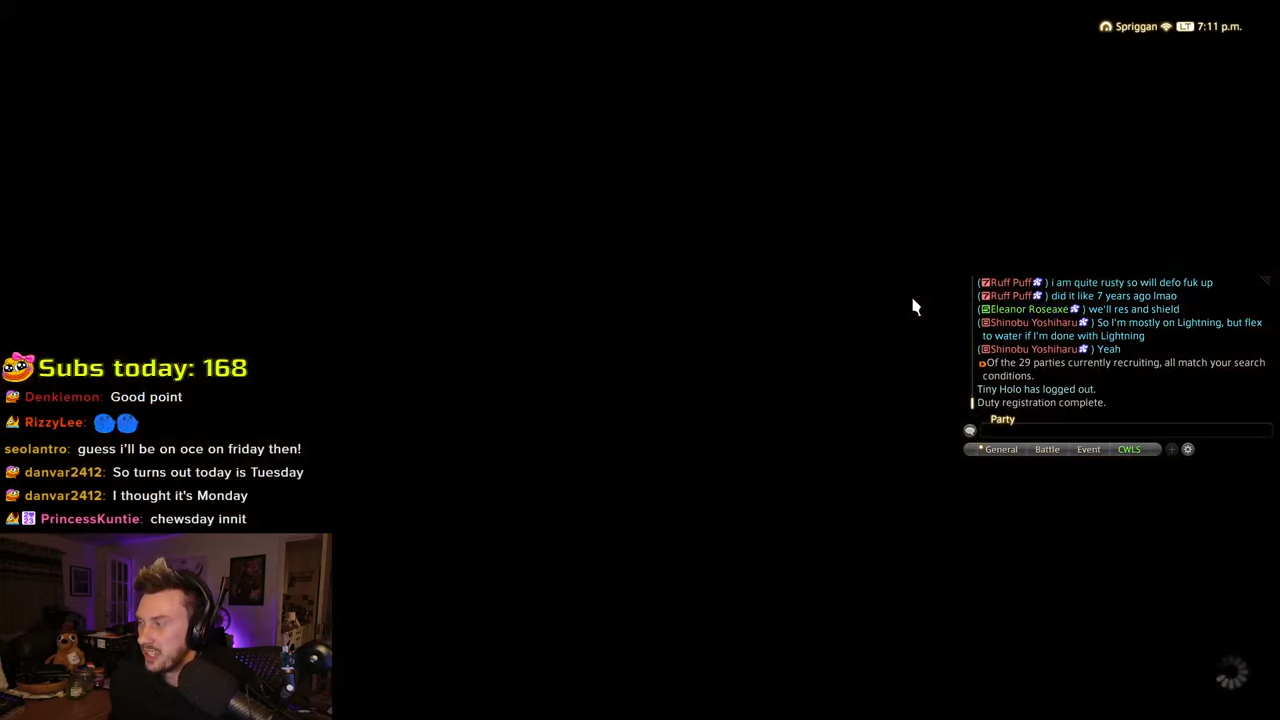 Spriggan LT 7:11 p.m.
(Ruff Puff) i am quite rusty so will defo fuk up
(Ruff Puff) did it like 7 years ago lmao
(Eleanor Roseaxe) we'll res and shield
(Shinobu Yoshiharu) So I'm mostly on Lightning, but flex
to water if I'm done with Lightning
(Shinobu Yoshiharu) Yeah
Of the 29 parties currently recruiting, all match your search
conditions.
Tiny Holo has logged out.
Duty registration complete.
Party
General Battle Event CWLS
Subs today: 168
Denkiemon: Good point
RizzyLee:
seolantro: guess i'll be on oce on friday then!
danvar2412: So turns out today is Tuesday
danvar2412: I thought it's Monday
PrincessKuntie: chewsday innit